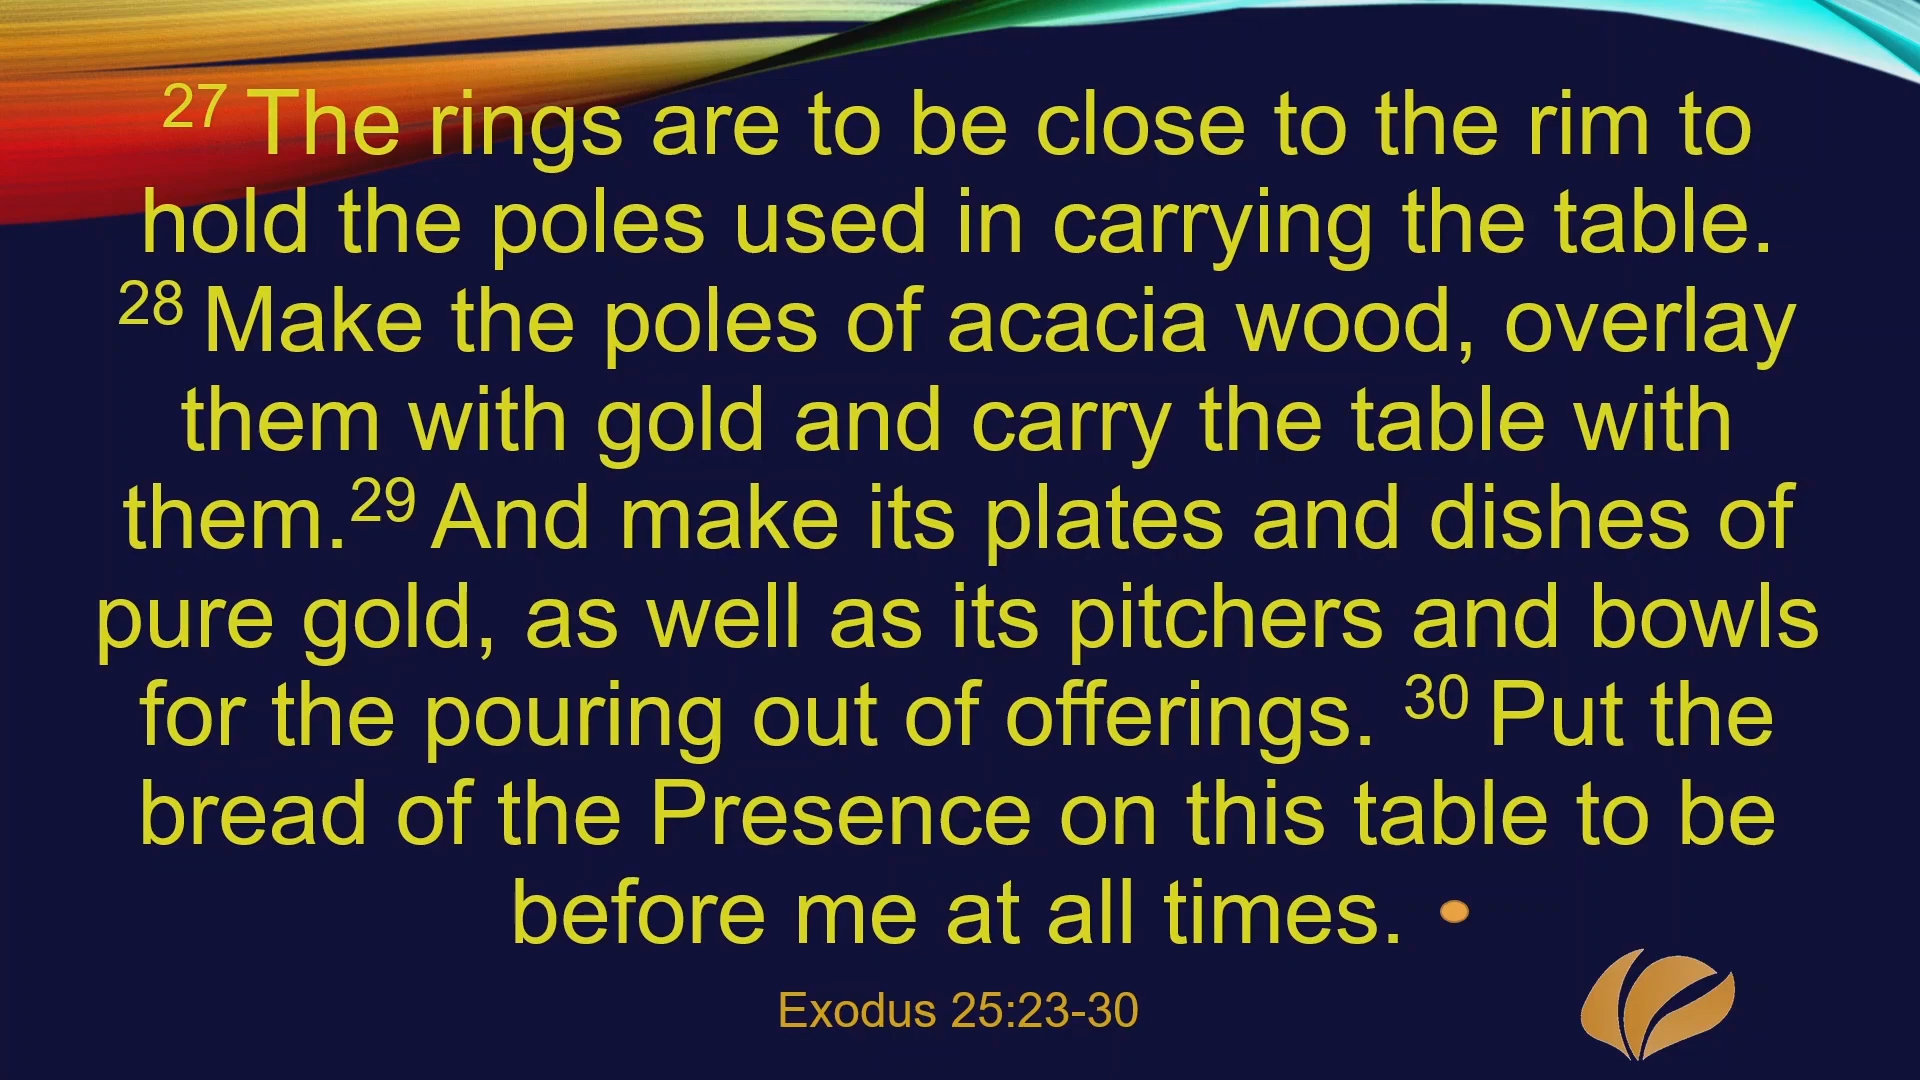 27 The rings are to be close to the rim to
hold the poles used in carrying the table.
28 Make the poles of acacia wood, overlay
them with gold and carry the table with
them.29 And make its plates and dishes of
pure gold, as well as its pitchers and bowls
for the pouring out of offerings. 30 Put the
bread of the Presence on this table to be
before me at all times.
Exodus 25:23-30